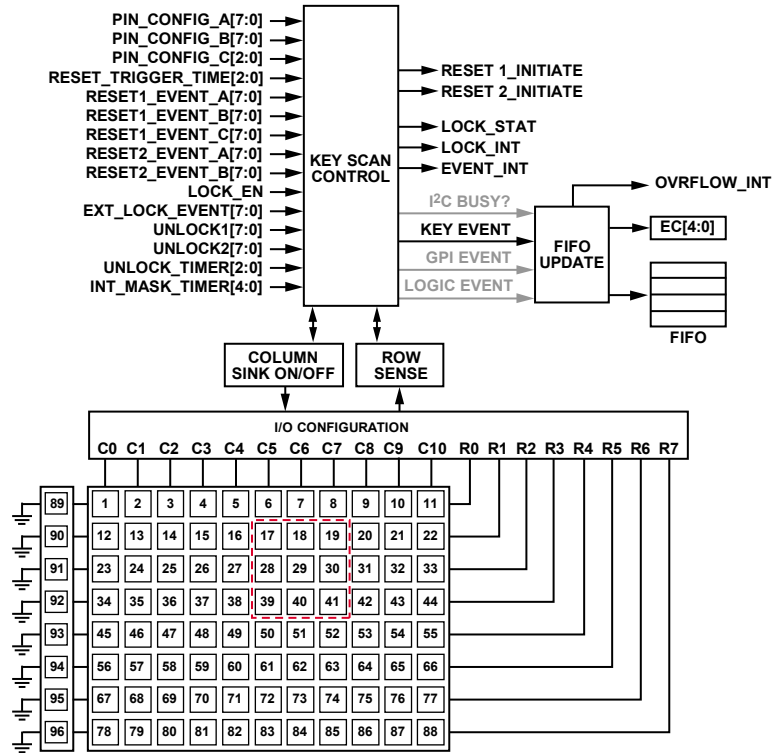 PIN_CONFIG_A[7:0]
PIN_CONFIG_B[7:0]
PIN_CONFIG_C[2:0]
RESET_TRIGGER_TIME[2:0]
RESET1_EVENT_A[7:0]
RESET1_EVENT_B[7:0]
RESET1_EVENT_C[7:0]
RESET2_EVENT_A[7:0]
RESET2_EVENT_B[7:0]
LOCK_EN
EXT_LOCK_EVENT[7:0]
UNLOCK1[7:0]
UNLOCK2[7:0]
UNLOCK_TIMER[2:0]
INT_MASK_TIMER[4:0]
KEY SCAN
CONTROL
RESET 1_INITIATE
RESET 2_INITIATE
LOCK_STAT
LOCK_INT
EVENT_INT
I²C BUSY?
KEY EVENT
GPI EVENT
LOGIC EVENT
FIFO
UPDATE
OVRFLOW_INT
EC[4:0]
FIFO
COLUMN
SINK ON/OFF
ROW
SENSE
I/O CONFIGURATION
C0 C1 C2 C3 C4 C5 C6 C7 C8 C9 C10 R0 R1 R2 R3 R4 R5 R6 R7
89 1 2 3 4 5 6 7 8 9 10 11
90 12 13 14 15 16 17 18 19 20 21 22
91 23 24 25 26 27 28 29 30 31 32 33
92 34 35 36 37 38 39 40 41 42 43 44
93 45 46 47 48 49 50 51 52 53 54 55
94 56 57 58 59 60 61 62 63 64 65 66
95 67 68 69 70 71 72 73 74 75 76 77
96 78 79 80 81 82 83 84 85 86 87 88